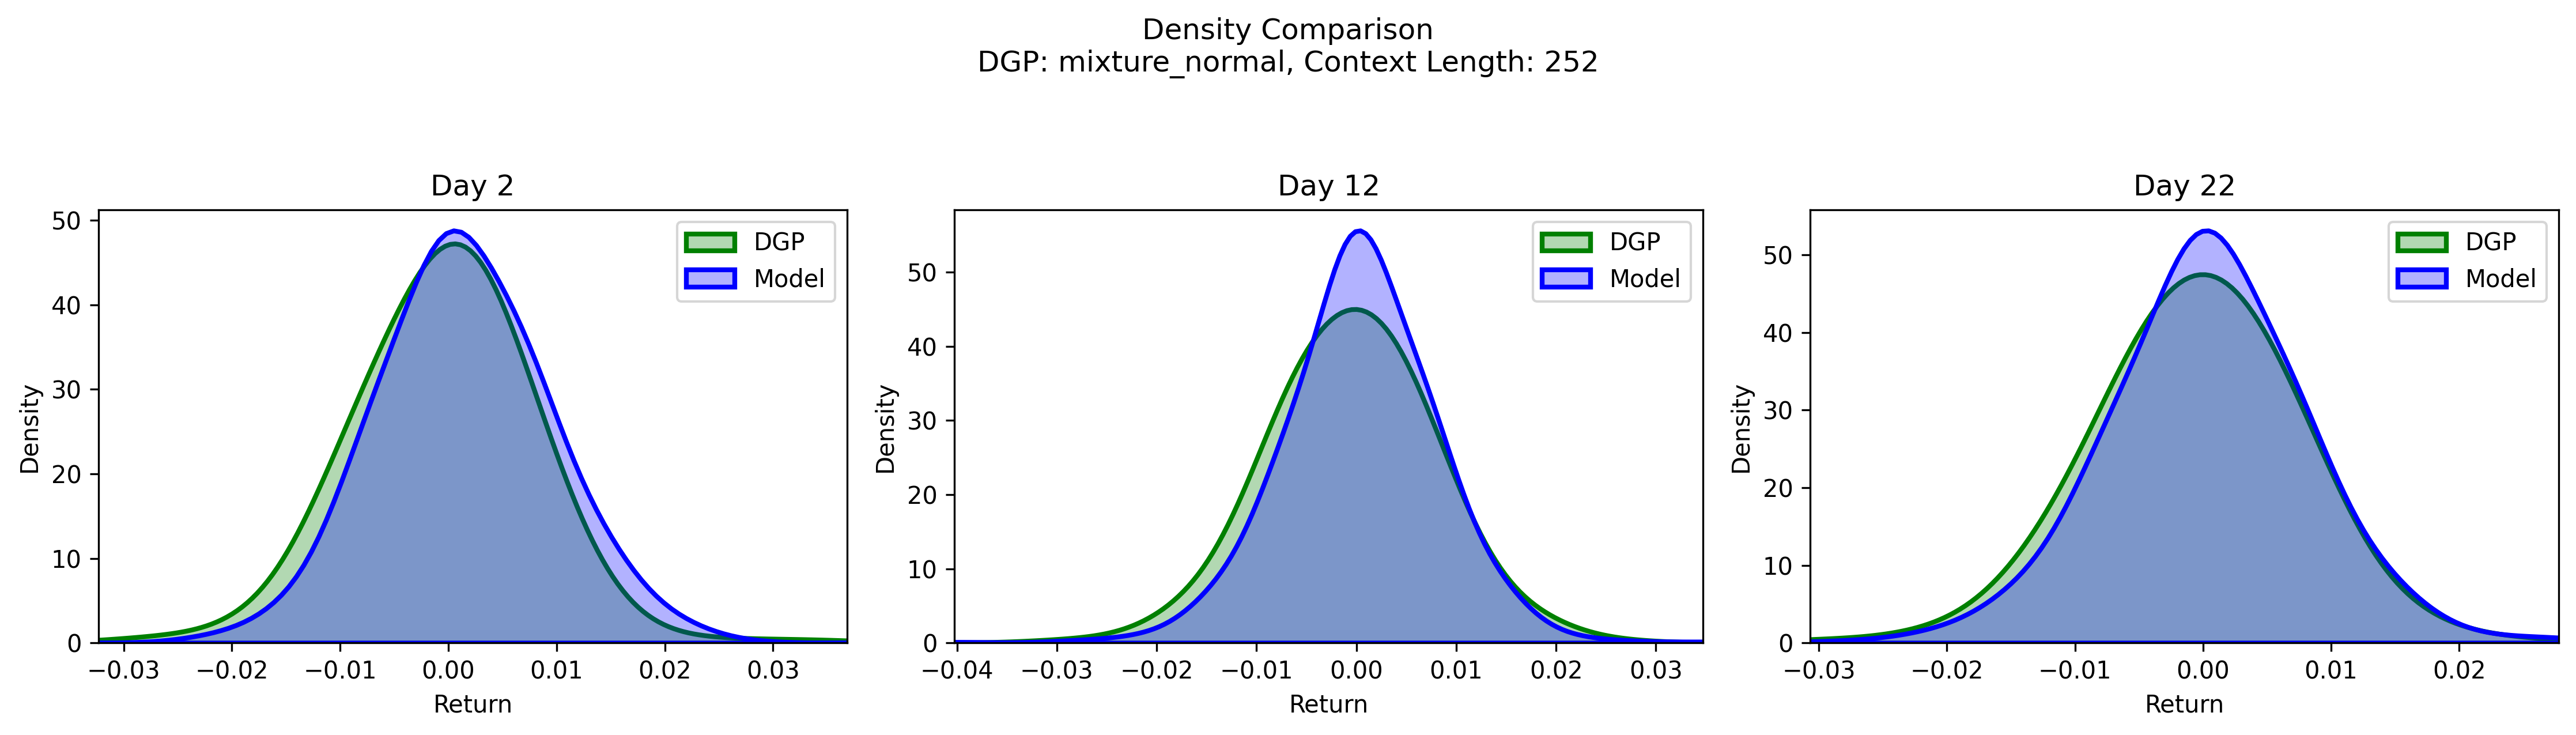 Density Comparison
DGP: mixture_normal, Context Length: 252
Day 2
50
40
30
20
10
0
Density
−0.03 −0.02 −0.01 0.00 0.01 0.02 0.03
Return
DGP
Model
Day 12
50
40
30
20
10
0
Density
−0.04 −0.03 −0.02 −0.01 0.00 0.01 0.02 0.03
Return
DGP
Model
Day 22
50
40
30
20
10
0
Density
−0.03 −0.02 −0.01 0.00 0.01 0.02
Return
DGP
Model